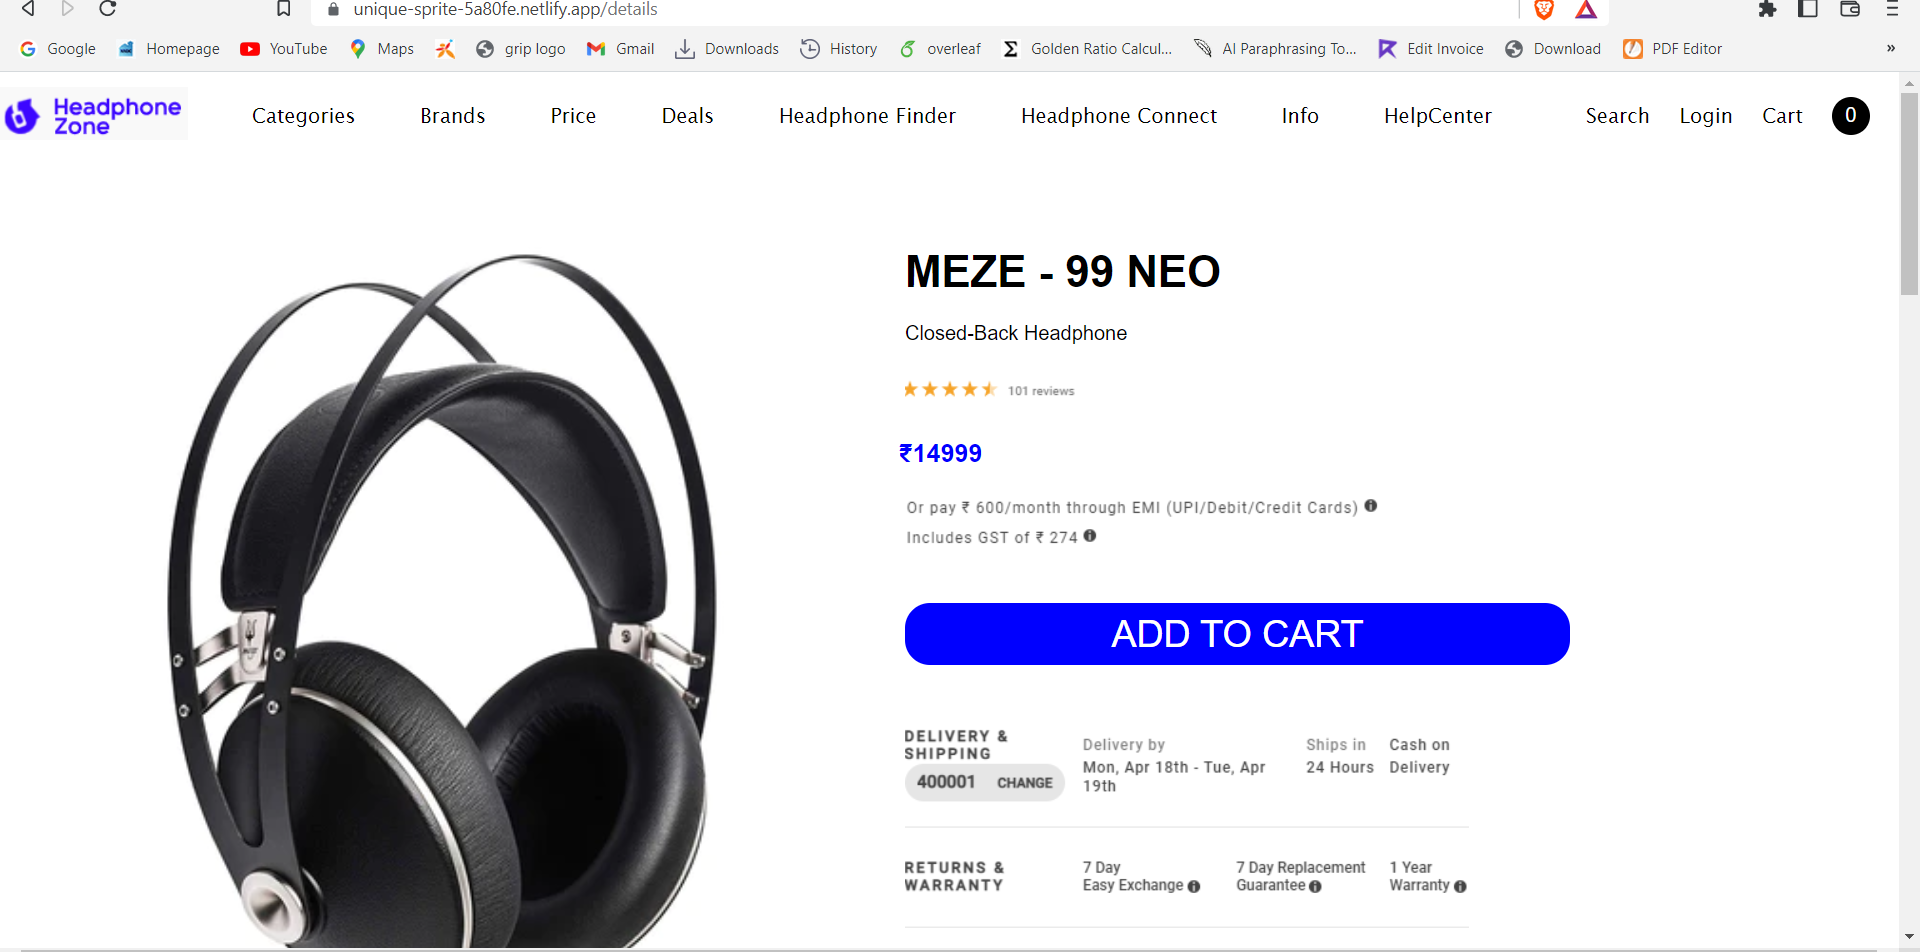 unique-sprite-5a80fe.netlify.app/details
Google Homepage YouTube Maps grip logo Gmail Downloads History overleaf Golden Ratio Calcul... AI Paraphrasing To... Edit Invoice Download PDF Editor »
Headphone
Zone
Categories Brands Price Deals Headphone Finder Headphone Connect Info HelpCenter Search Login Cart 0
MEZE - 99 NEO
Closed-Back Headphone
101 reviews
₹14999
Or pay ₹ 600/month through EMI (UPI/Debit/Credit Cards)
Includes GST of ₹ 274
ADD TO CART
DELIVERY &
SHIPPING
400001 CHANGE
Delivery by
Mon, Apr 18th - Tue, Apr
19th
Ships in
24 Hours
Cash on
Delivery
RETURNS &
WARRANTY
7 Day
Easy Exchange
7 Day Replacement
Guarantee
1 Year
Warranty